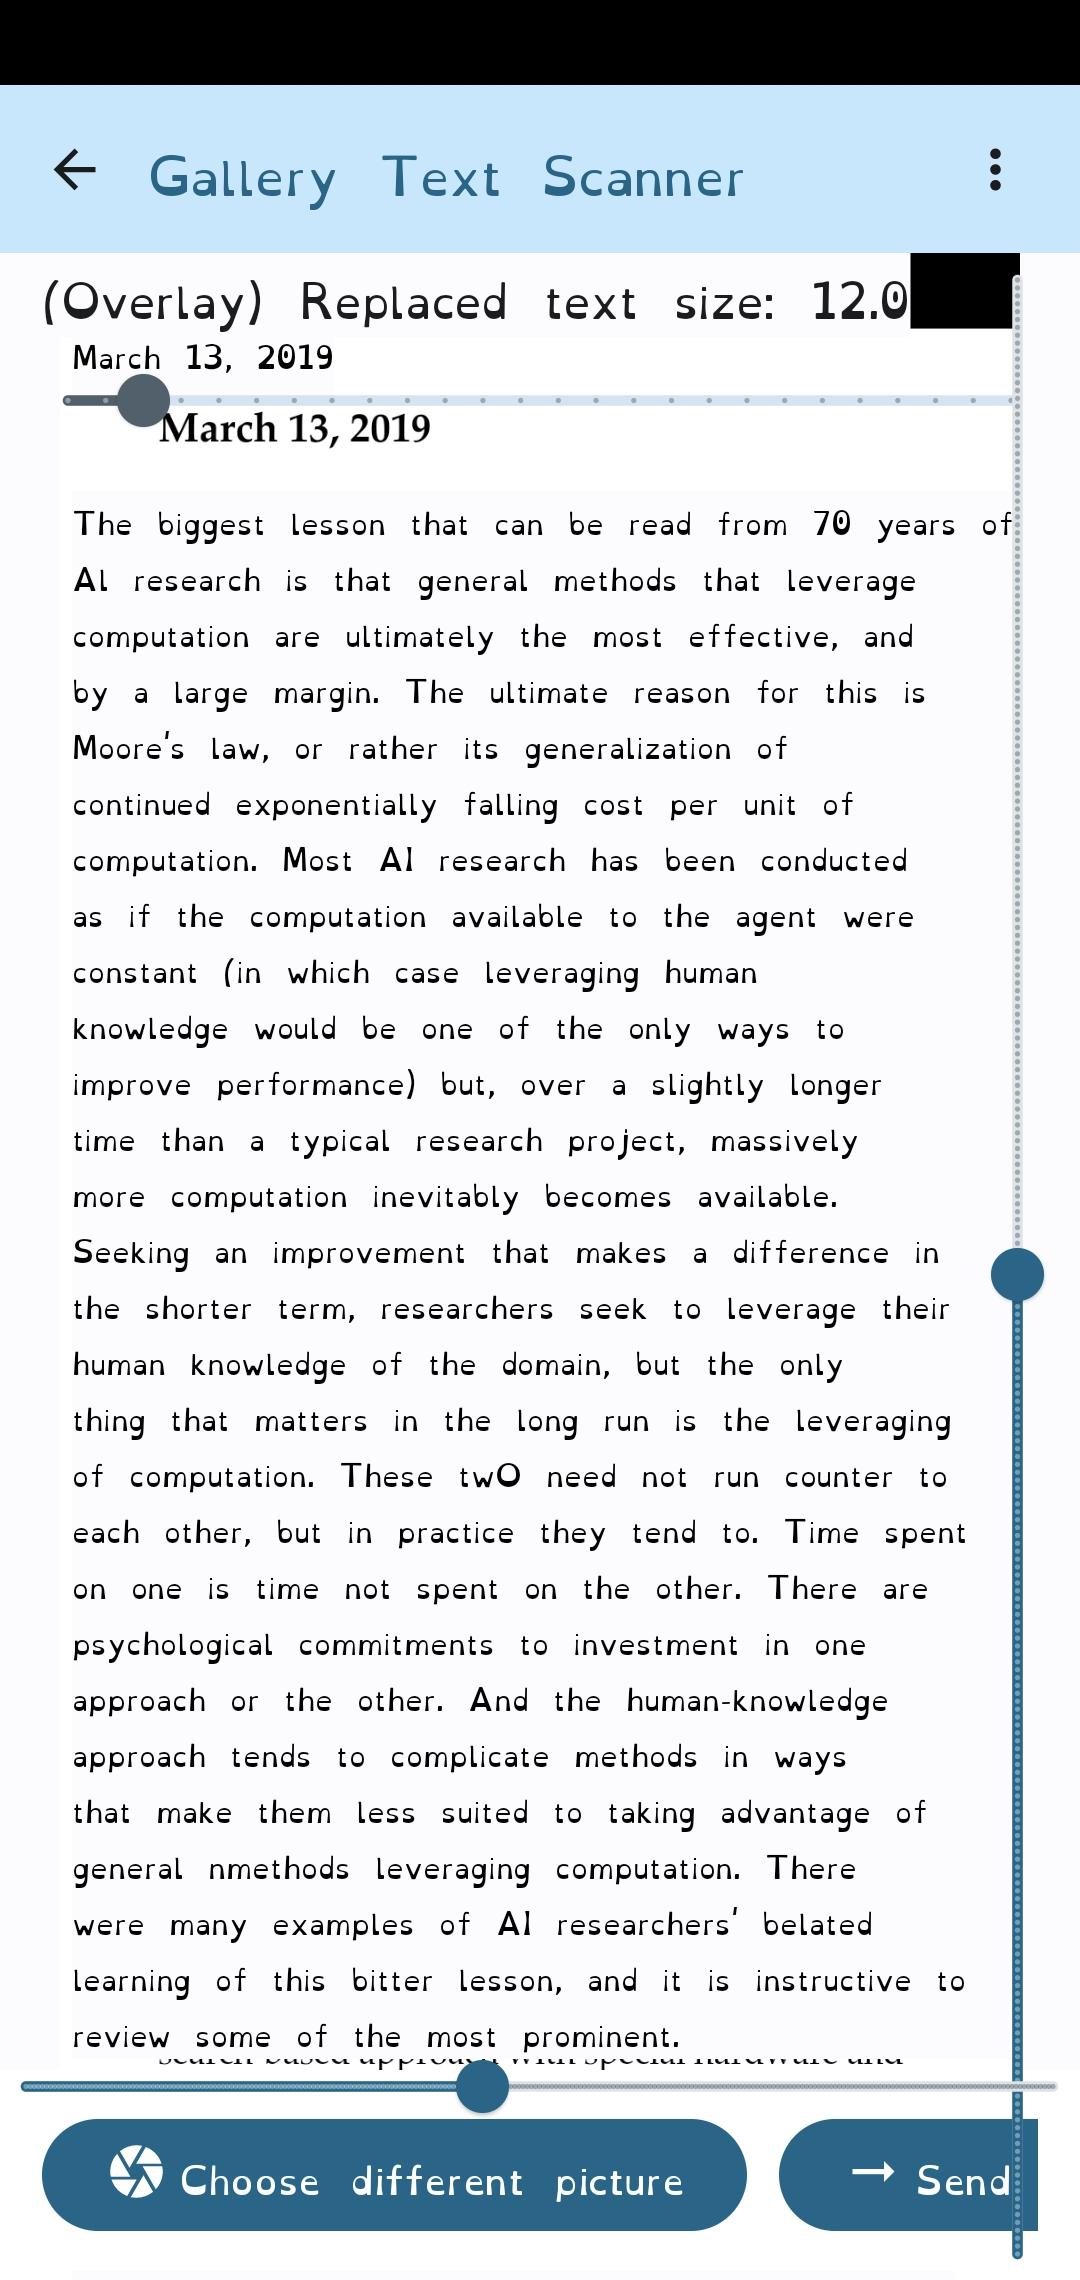 Gallery Text Scanner
(Overlay) Replaced text size: 12.0
March 13, 2019
March 13, 2019
The biggest lesson that can be read from 70 years of
Al research is that general methods that leverage
computation are ultimately the most effective, and
by a large margin. The ultimate reason for this is
Moore's law, or rather its generalization of
continued exponentially falling cost per unit of
computation. Most AI research has been conducted
as if the computation available to the agent were
constant (in which case leveraging human
knowledge would be one of the only ways to
improve performance) but, over a slightly longer
time than a typical research project, massively
more computation inevitably becomes available.
Seeking an improvement that makes a difference in
the shorter term, researchers seek to leverage their
human knowledge of the domain, but the only
thing that matters in the long run is the leveraging
of computation. These twO need not run counter to
each other, but in practice they tend to. Time spent
on one is time not spent on the other. There are
psychological commitments to investment in one
approach or the other. And the human-knowledge
approach tends to complicate methods in ways
that make them less suited to taking advantage of
general nmethods leveraging computation. There
were many examples of AI researchers' belated
learning of this bitter lesson, and it is instructive to
review some of the most prominent.
search-based approach with special hardware and
Choose different picture
Send